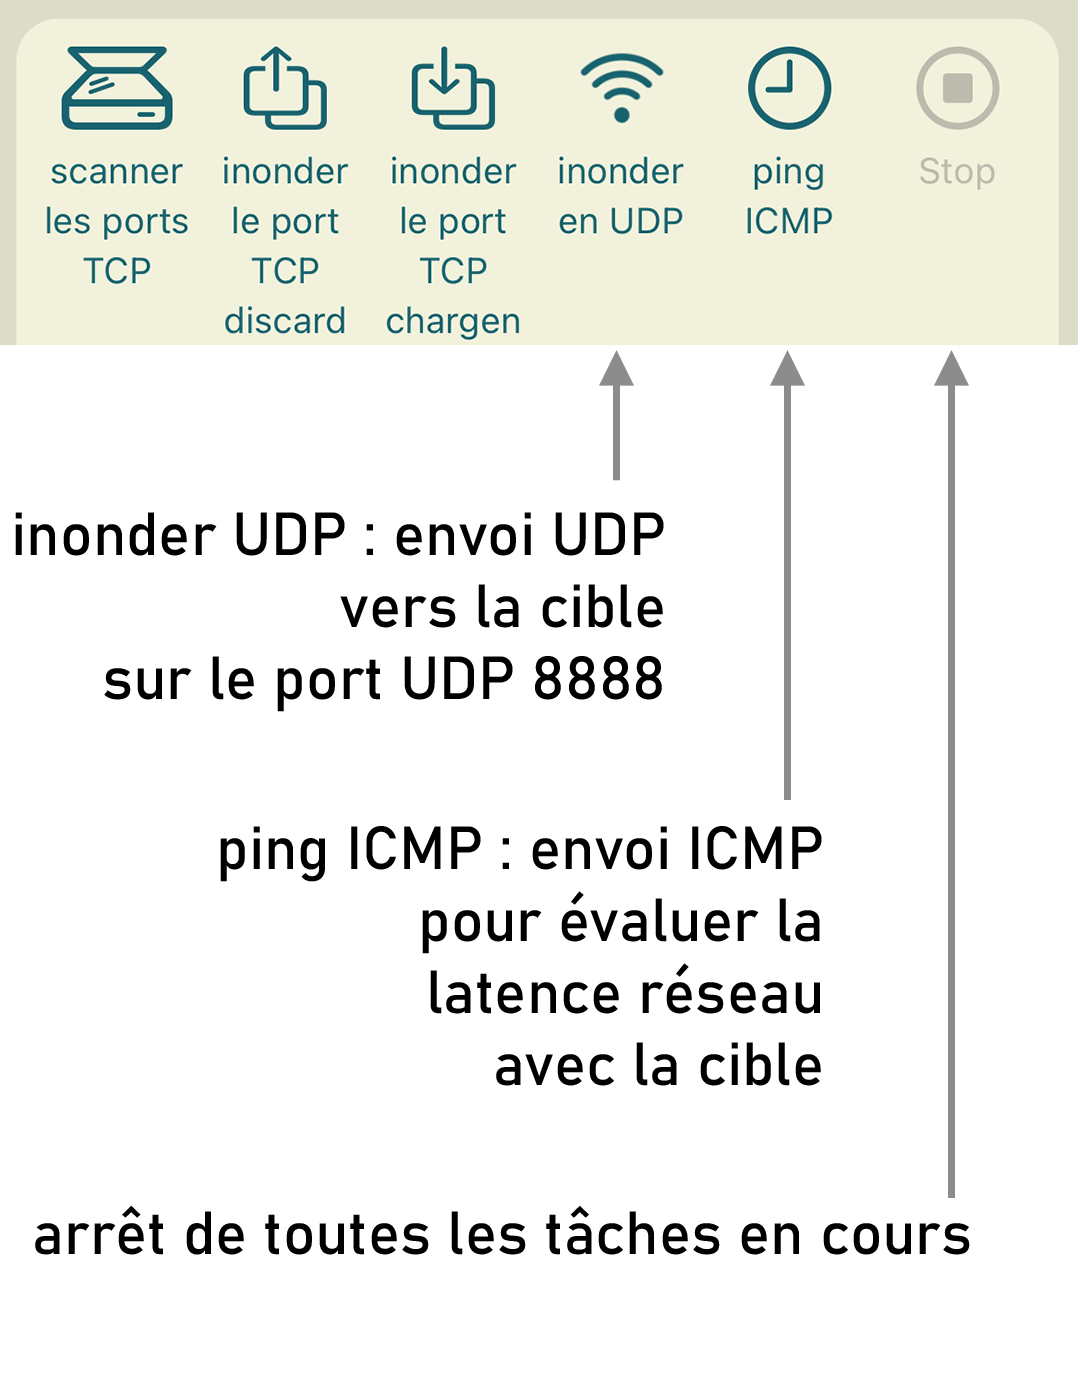 scanner
les ports
TCP
inonder
le port
TCP
discard
inonder
le port
TCP
chargen
inonder
en UDP
ping
ICMP
Stop
inonder UDP : envoi UDP
vers la cible
sur le port UDP 8888
ping ICMP : envoi ICMP
pour évaluer la
latence réseau
avec la cible
arrêt de toutes les tâches en cours